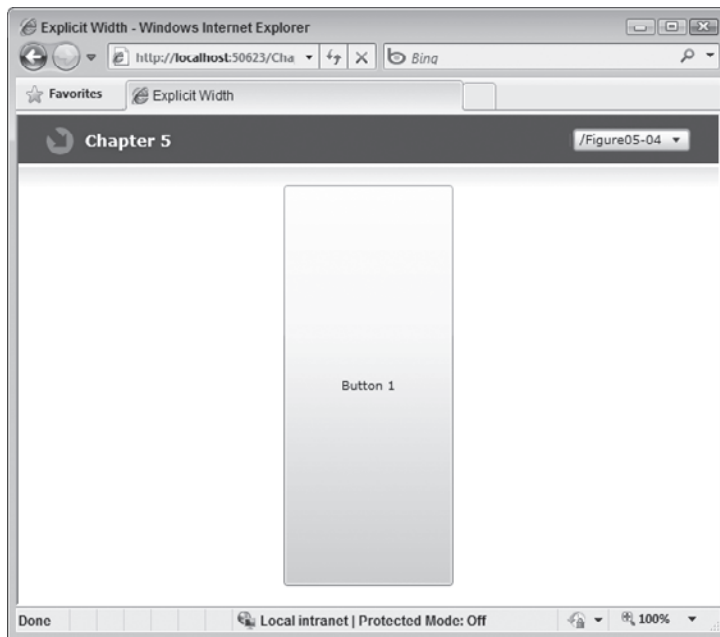 Explicit Width - Windows Internet Explorer
http://localhost:50623/Cha
Bing
Favorites
Explicit Width
Chapter 5
/Figure05-04
Button 1
Done
Local intranet | Protected Mode: Off
100%